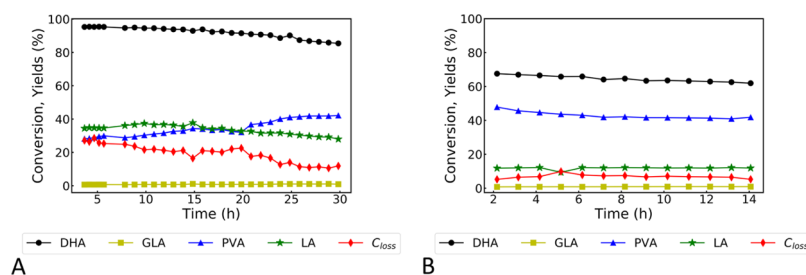 100
80
60
40
20
0
Conversion, Yields (%)
5
10
15
20
25
30
Time (h)
DHA
GLA
PVA
LA
C_loss
A
100
80
60
40
20
0
Conversion, Yields (%)
2
4
6
8
10
12
14
Time (h)
DHA
GLA
PVA
LA
C_loss
B